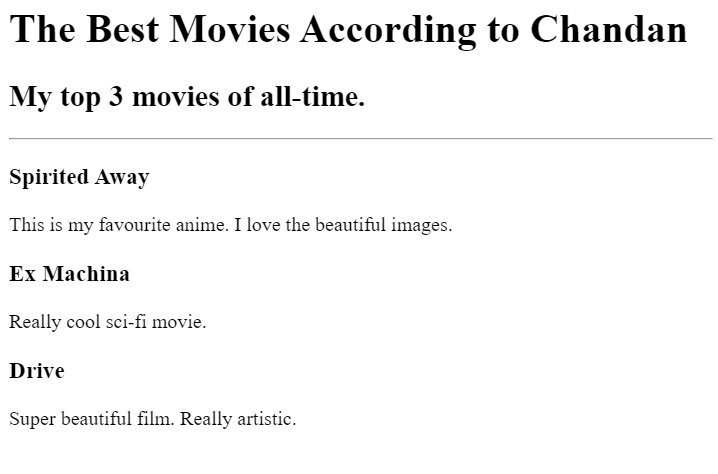 The Best Movies According to Chandan
My top 3 movies of all-time.
Spirited Away
This is my favourite anime. I love the beautiful images.
Ex Machina
Really cool sci-fi movie.
Drive
Super beautiful film. Really artistic.